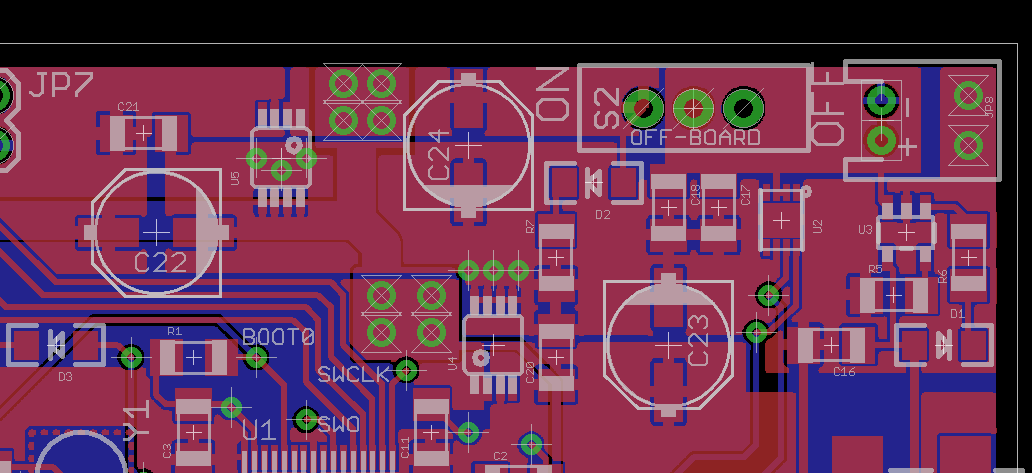 JP7
C21
U5
C24
ON
S2
OFF-BOARD
OFF
-
+
JP8
C22
D2
R7
C18
C17
U2
U3
R5
R6
D1
C23
C16
D3
R1
BOOT0
SWCLK
U4
C20
SWO
Y1
C3
U1
C11
C2